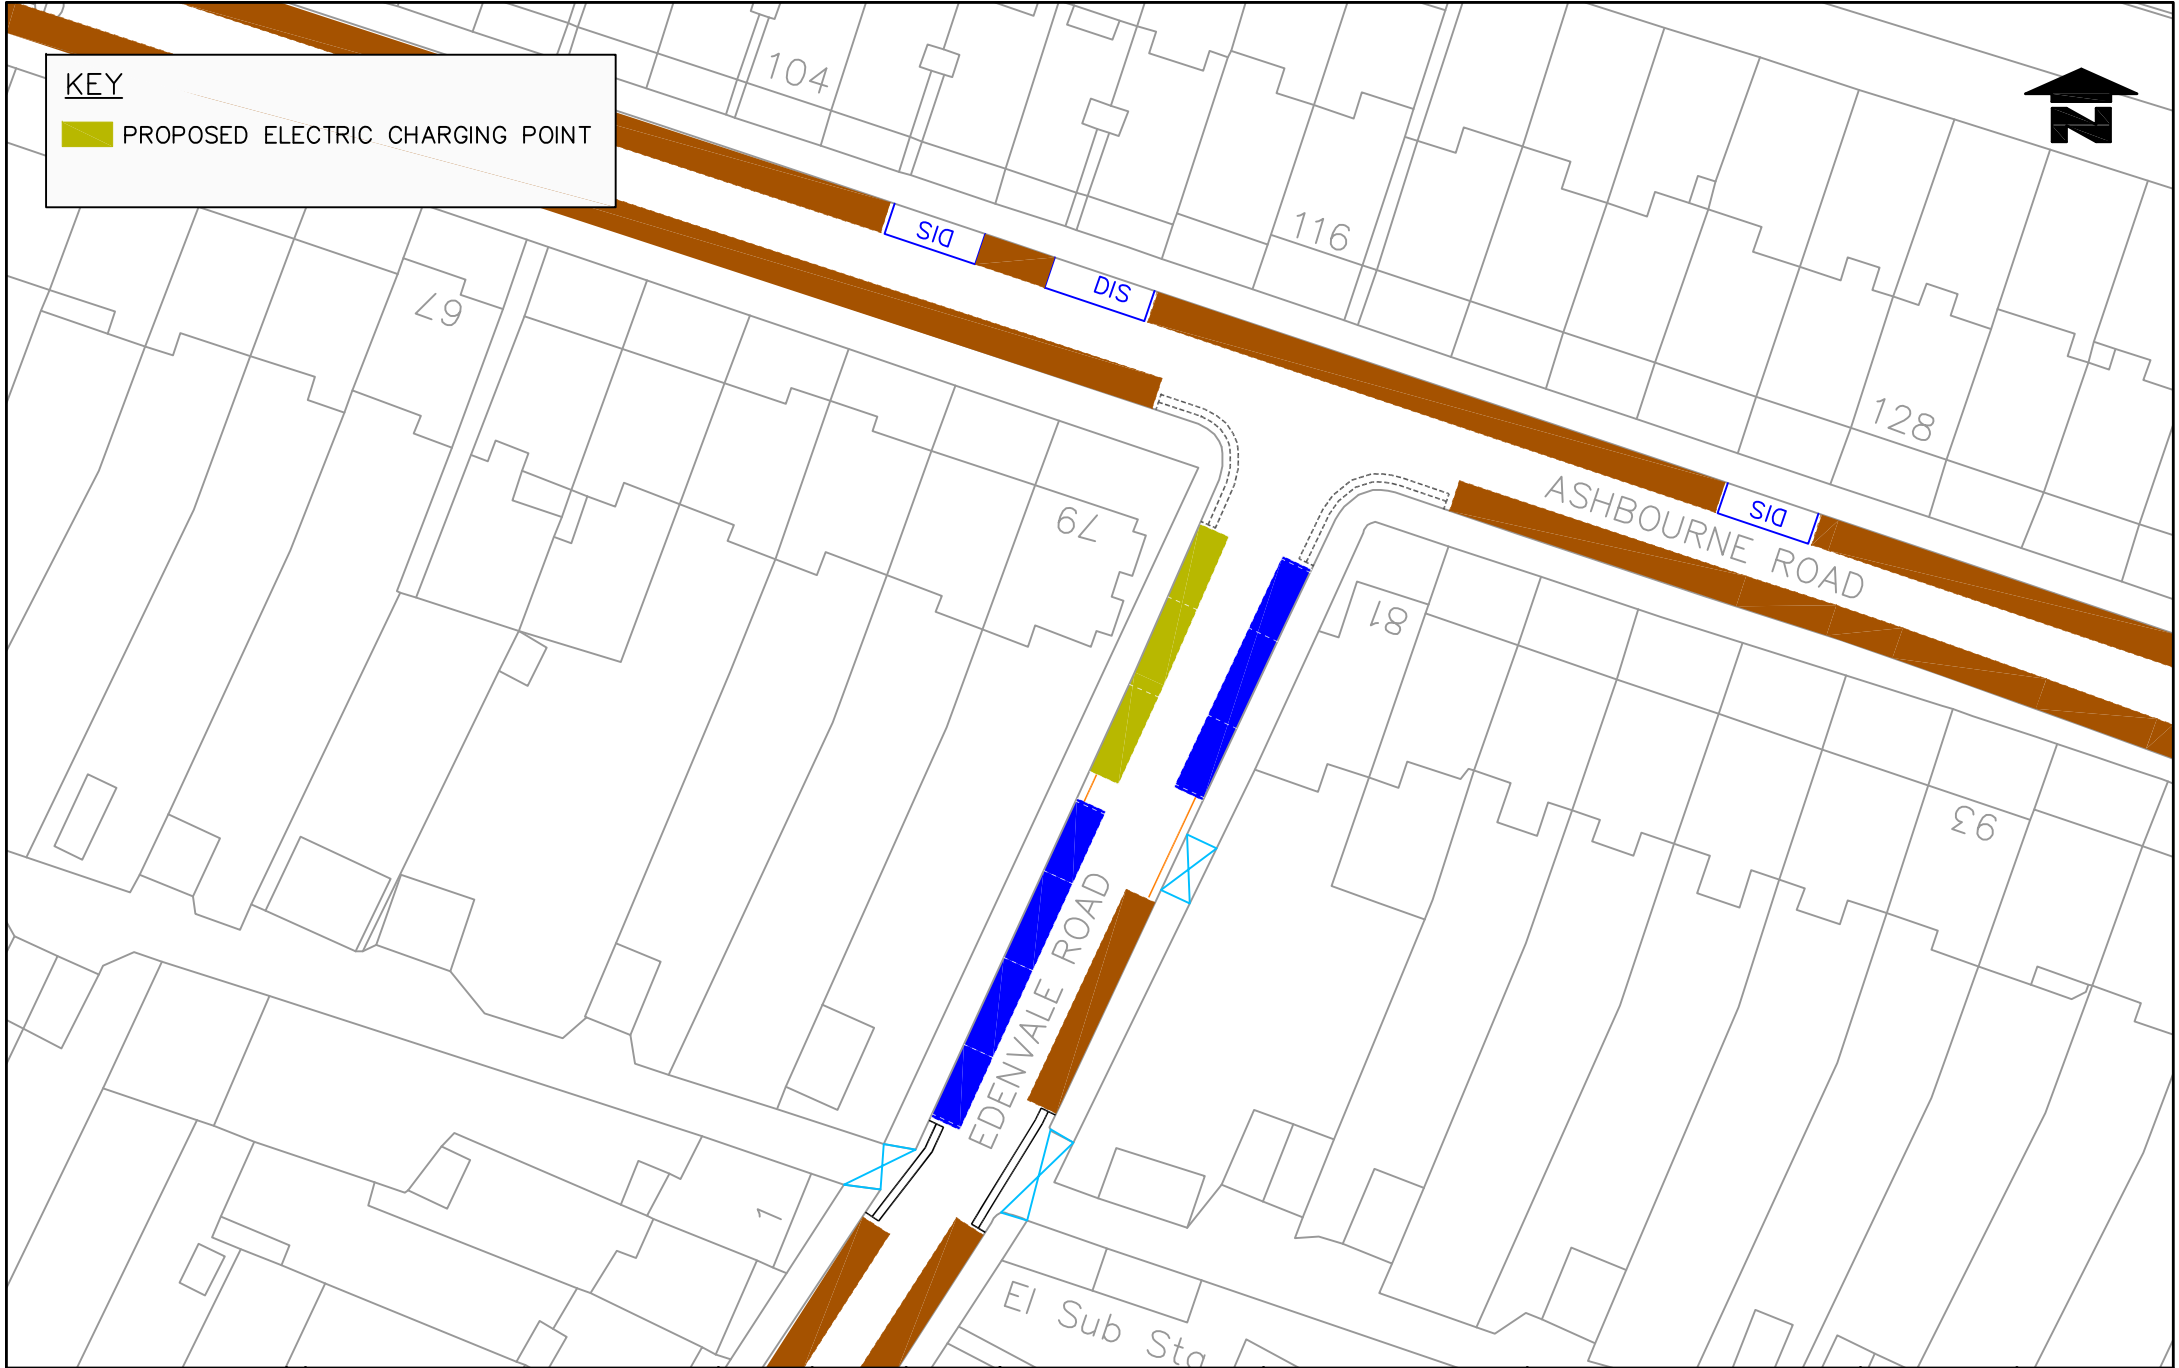 KEY
PROPOSED ELECTRIC CHARGING POINT
104
N
DIS
DIS
116
67
128
DIS
ASHBOURNE ROAD
79
81
93
EDENVALE ROAD
1
El Sub Sta